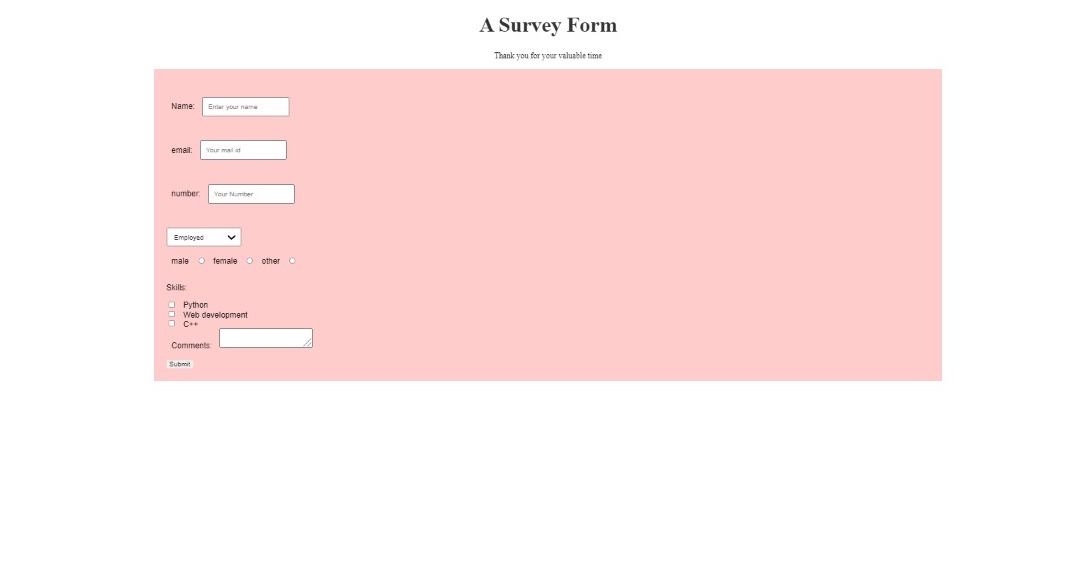 A Survey Form
Thank you for your valuable time
Name: Enter your name
email: Your mail id
number: Your Number
Employed
male female other
Skills:
Python
Web development
C++
Comments:
Submit